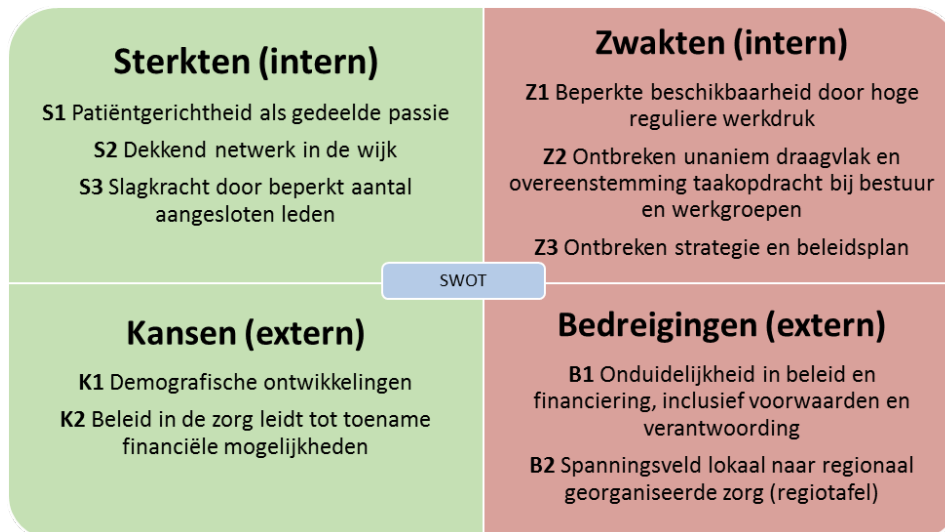 Sterkten (intern)
S1 Patiëntgerichtheid als gedeelde passie
S2 Dekkend netwerk in de wijk
S3 Slagkracht door beperkt aantal
aangesloten leden
Zwakten (intern)
Z1 Beperkte beschikbaarheid door hoge
reguliere werkdruk
Z2 Ontbreken unaniem draagvlak en
overeenstemming taakopdracht bij bestuur
en werkgroepen
Z3 Ontbreken strategie en beleidsplan
SWOT
Kansen (extern)
K1 Demografische ontwikkelingen
K2 Beleid in de zorg leidt tot toename
financiële mogelijkheden
Bedreigingen (extern)
B1 Onduidelijkheid in beleid en
financiering, inclusief voorwaarden en
verantwoording
B2 Spanningsveld lokaal naar regionaal
georganiseerde zorg (regiotafel)